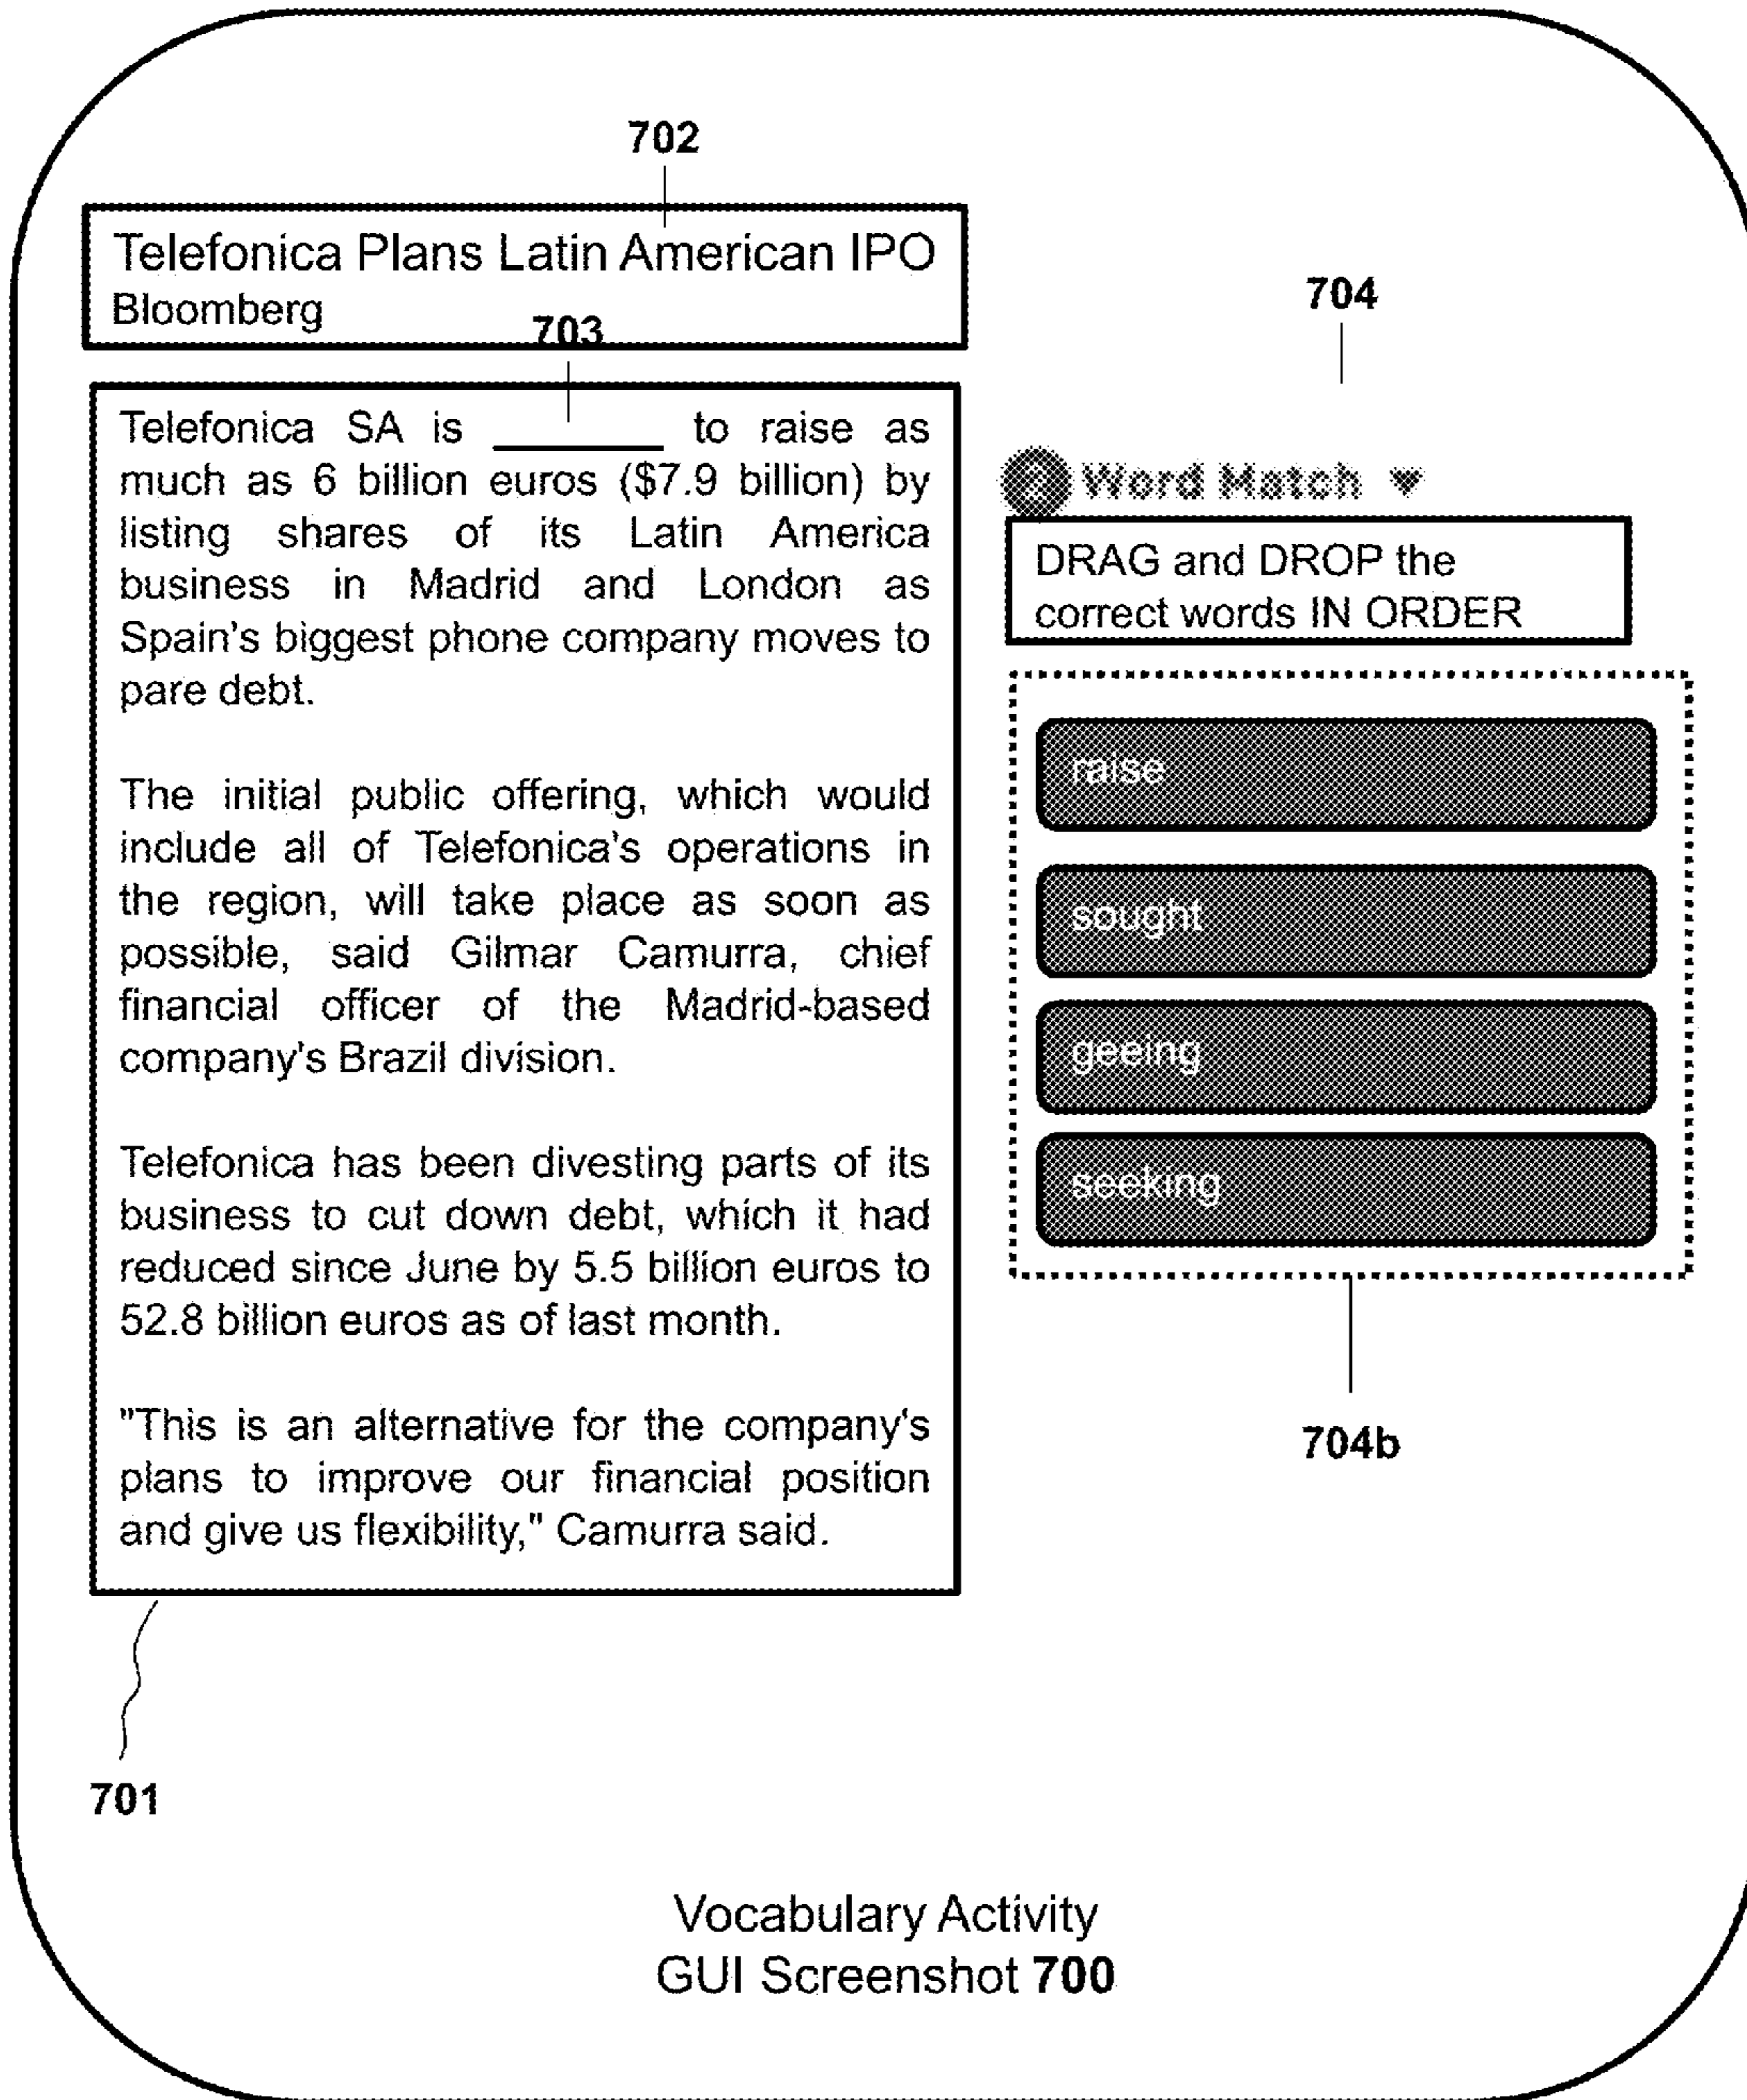 702
Telefonica Plans Latin American IPO
Bloomberg
703
Telefonica SA is ________ to raise as
much as 6 billion euros ($7.9 billion) by
listing shares of its Latin America
business in Madrid and London as
Spain's biggest phone company moves to
pare debt.
The initial public offering, which would
include all of Telefonica's operations in
the region, will take place as soon as
possible, said Gilmar Camurra, chief
financial officer of the Madrid-based
company's Brazil division.
Telefonica has been divesting parts of its
business to cut down debt, which it had
reduced since June by 5.5 billion euros to
52.8 billion euros as of last month.
"This is an alternative for the company's
plans to improve our financial position
and give us flexibility," Camurra said.
701
704
Word Match
DRAG and DROP the
correct words IN ORDER
raise
sought
geeing
seeking
704b
Vocabulary Activity
GUI Screenshot 700